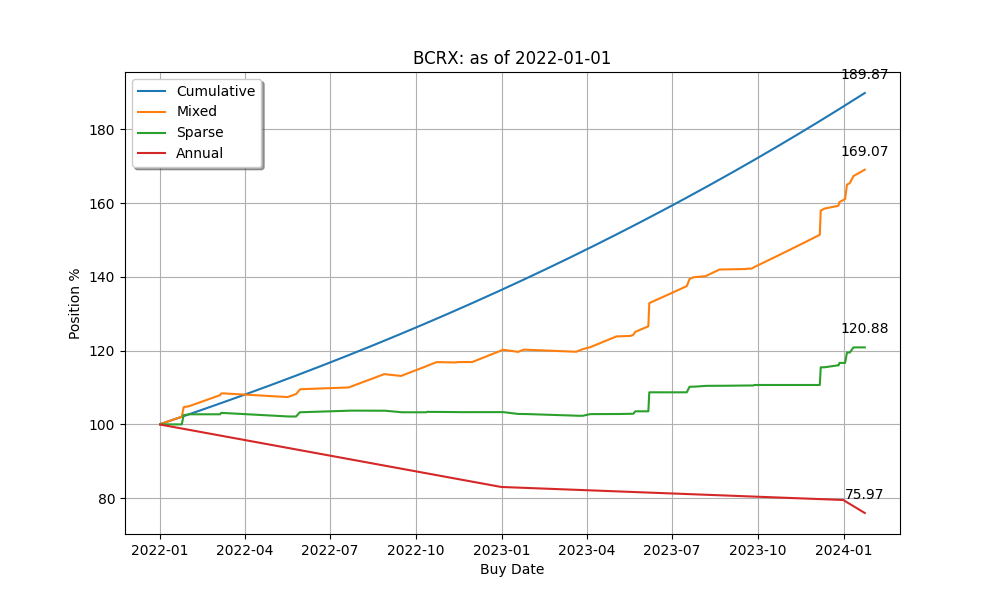 BCRX: as of 2022-01-01
Cumulative
Mixed
Sparse
Annual
189.87
169.07
120.88
75.97
Position %
180
160
140
120
100
80
2022-01 2022-04 2022-07 2022-10 2023-01 2023-04 2023-07 2023-10 2024-01
Buy Date